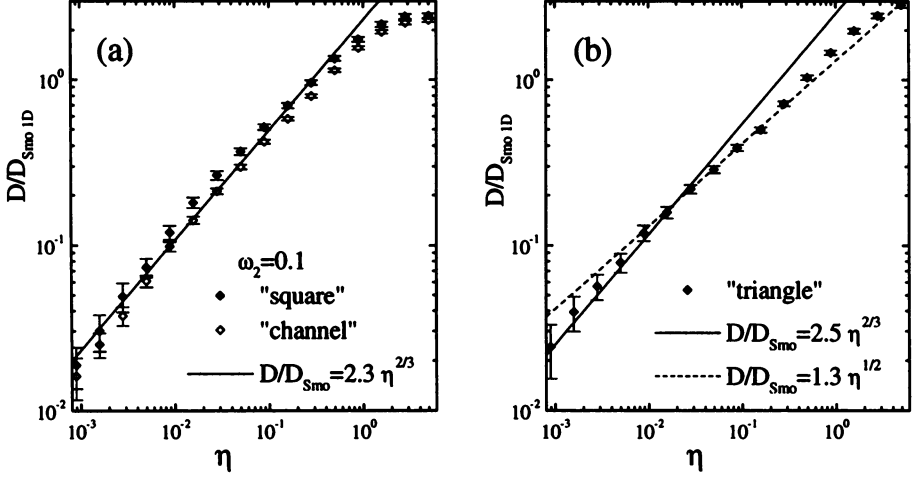 (a)
D/D_Smo 1D
10^0
10^-1
10^-2
ω_2=0.1
"square"
"channel"
D/D_Smo=2.3 η^2/3
10^-3 10^-2 10^-1 10^0
η
(b)
D/D_Smo 1D
10^0
10^-1
10^-2
"triangle"
D/D_Smo=2.5 η^2/3
D/D_Smo=1.3 η^1/2
10^-3 10^-2 10^-1 10^0
η